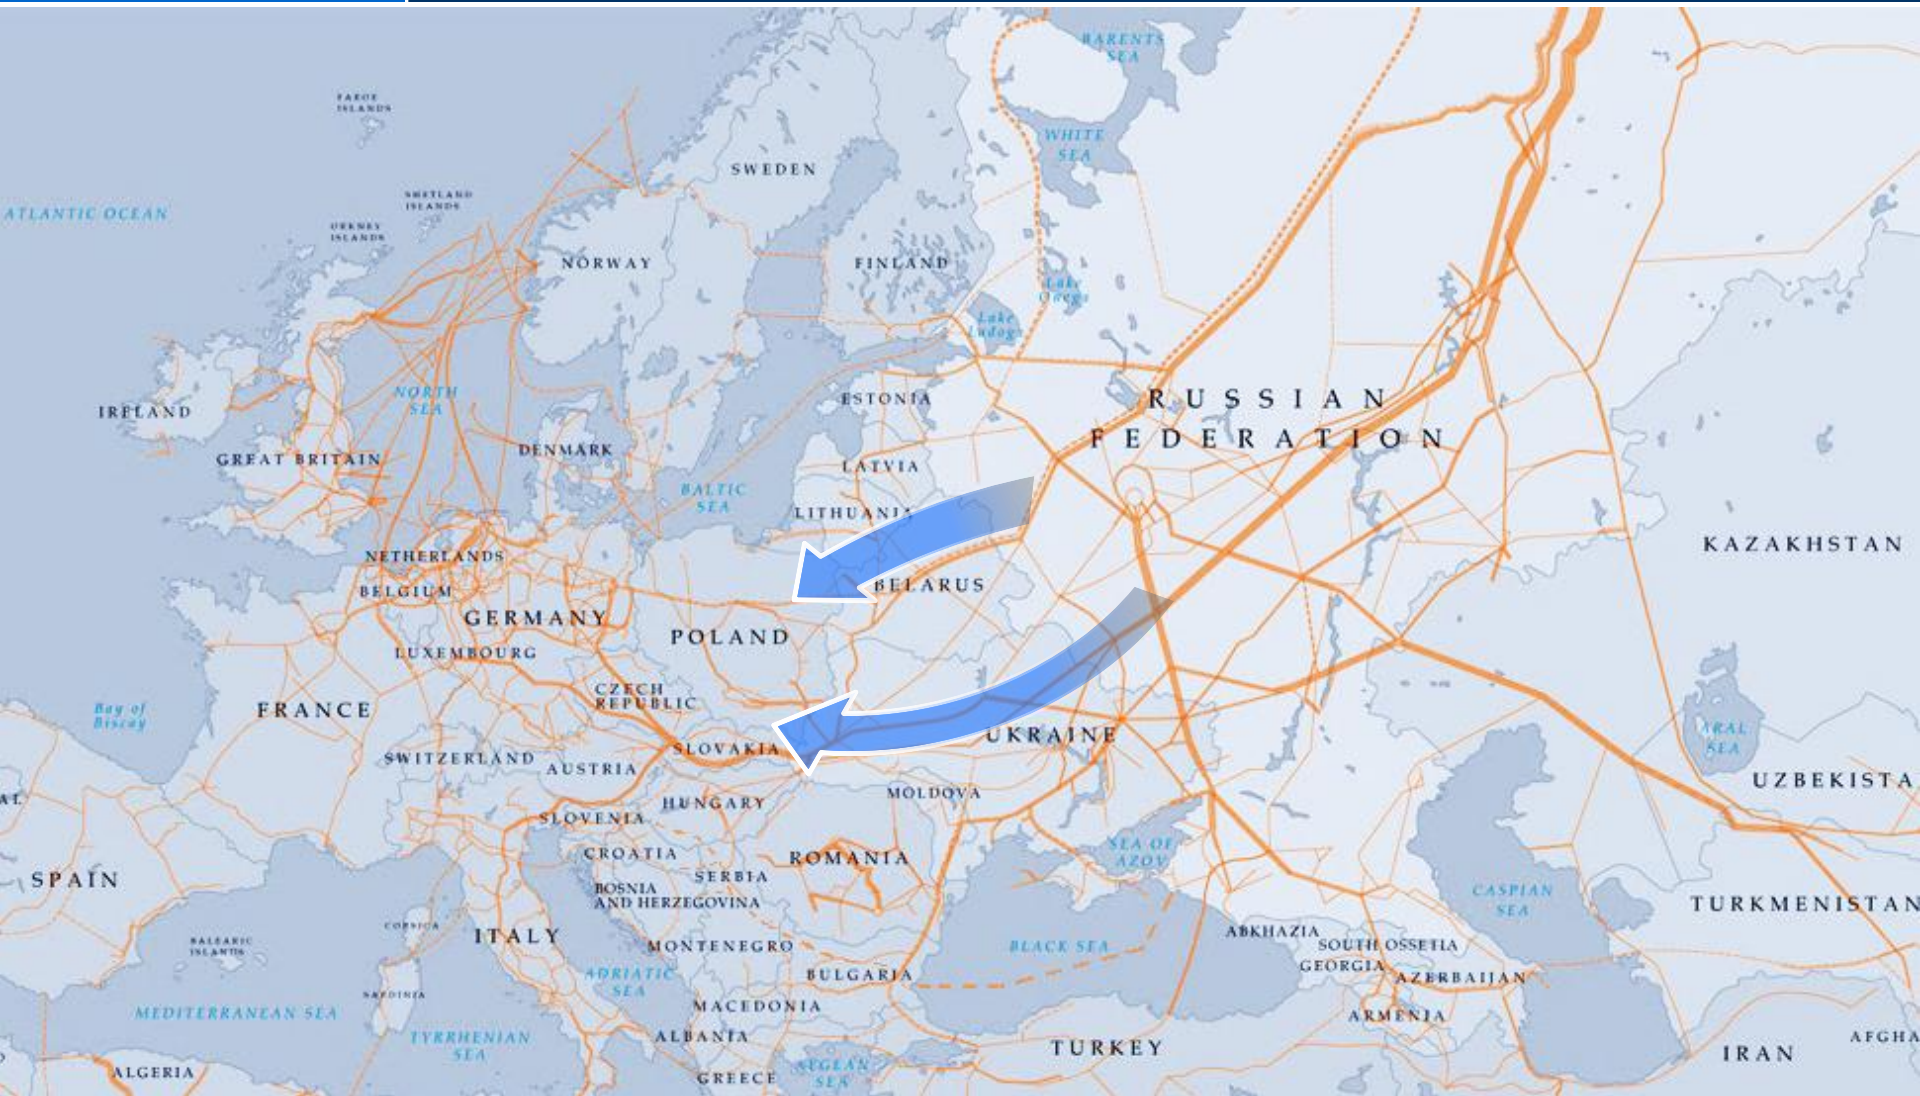 BARENTS
SEA
FAROE
ISLANDS
WHITE
SEA
SWEDEN
SHETLAND
ISLANDS
ATLANTIC OCEAN
ORKNEY
ISLANDS
NORWAY
FINLAND
Lake
Onega
Lake
Ladoga
NORTH
SEA
ESTONIA
RUSSIAN
FEDERATION
IRELAND
GREAT BRITAIN
DENMARK
LATVIA
BALTIC
SEA
LITHUANIA
KAZAKHSTAN
NETHERLANDS
BELGIUM
BELARUS
GERMANY
POLAND
LUXEMBOURG
CZECH
REPUBLIC
Bay of
Biscay
FRANCE
ARAL
SEA
UKRAINE
SLOVAKIA
SWITZERLAND
AUSTRIA
UZBEKISTA
AL
HUNGARY
MOLDOVA
SLOVENIA
CROATIA
ROMANIA
SEA OF
AZOV
SERBIA
SPAIN
BOSNIA
AND HERZEGOVINA
CASPIAN
SEA
TURKMENISTAN
CORSICA
ITALY
ABKHAZIA
BALEARIC
ISLANDS
MONTENEGRO
BLACK SEA
SOUTH OSSETIA
GEORGIA
AZERBAIJAN
ADRIATIC
SEA
BULGARIA
SARDINIA
MEDITERRANEAN SEA
MACEDONIA
ARMENIA
TYRRHENIAN
SEA
ALBANIA
TURKEY
AFGHA
IRAN
ALGERIA
AEGEAN
SEA
GREECE